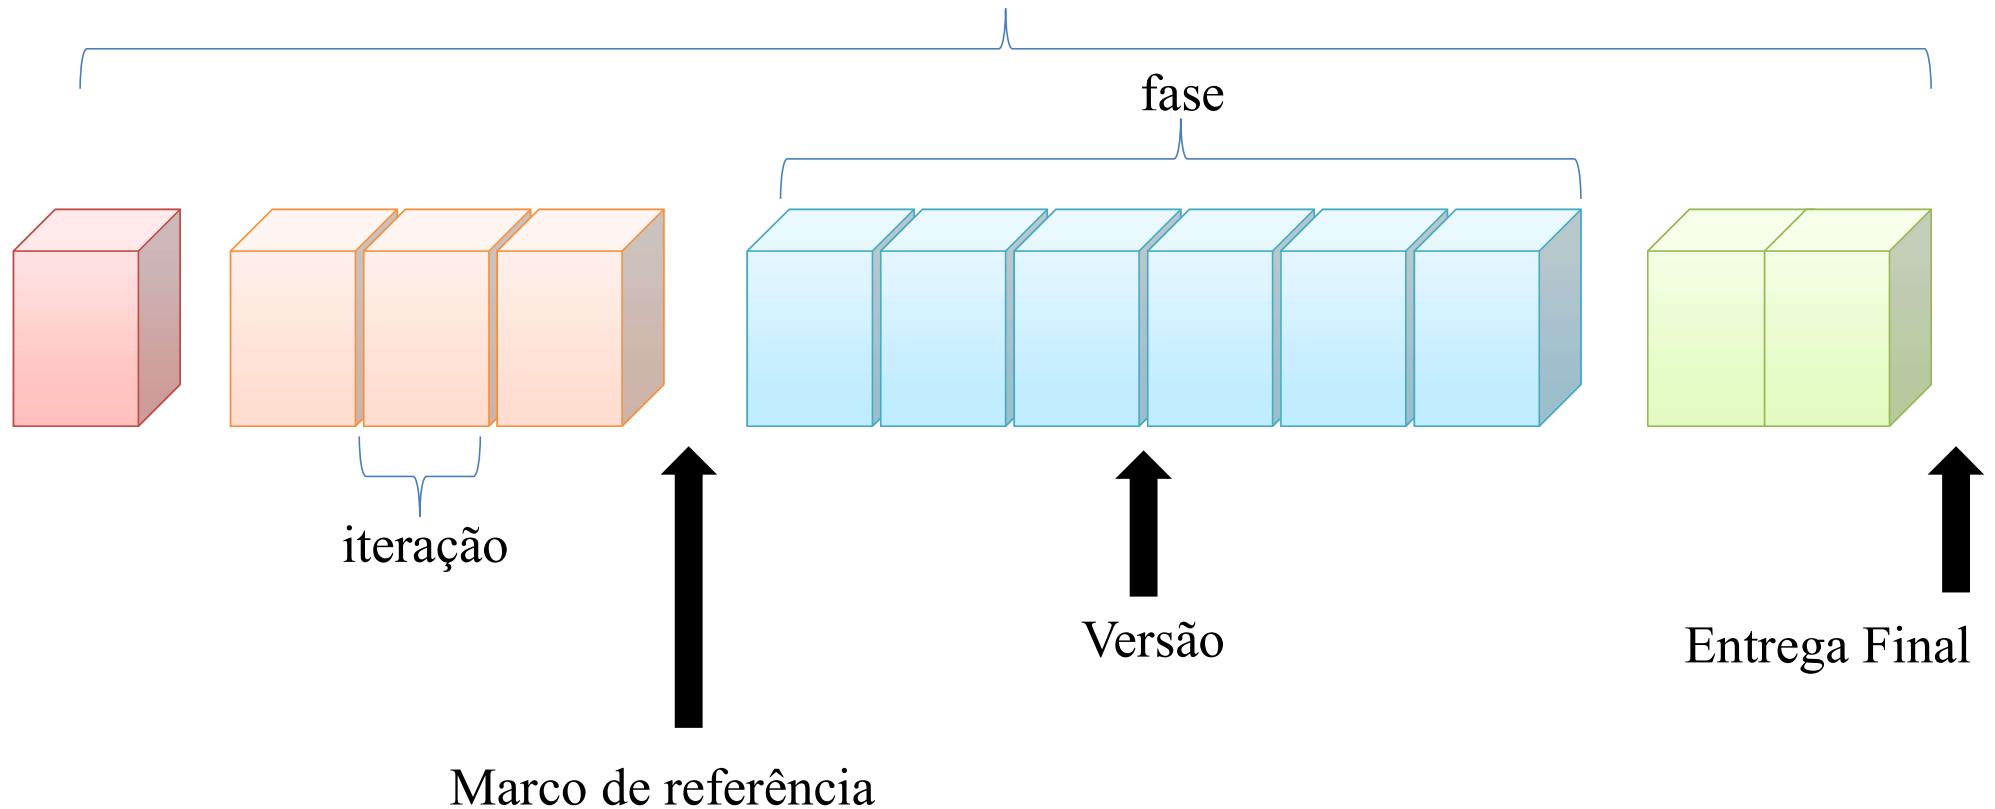 fase
iteração
Versão
Entrega Final
Marco de referência